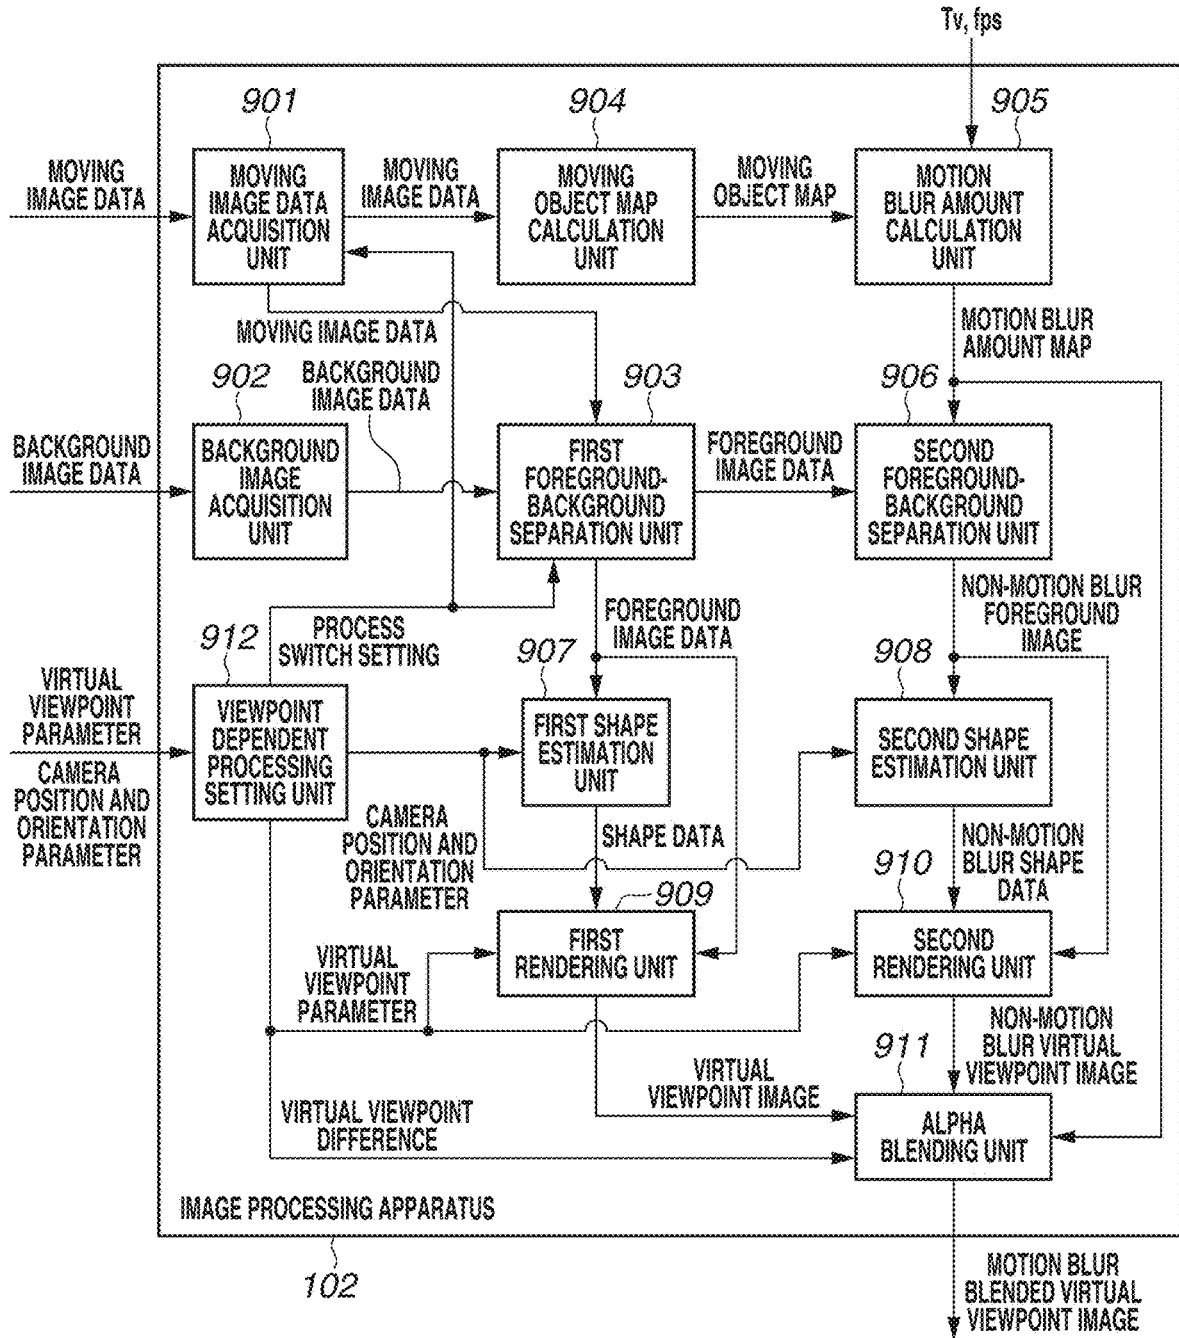 Tv, fps
901
904
905
MOVING
IMAGE DATA
MOVING
IMAGE DATA
ACQUISITION
UNIT
MOVING
IMAGE DATA
MOVING
OBJECT MAP
CALCULATION
UNIT
MOVING
OBJECT MAP
MOTION
BLUR AMOUNT
CALCULATION
UNIT
MOVING IMAGE DATA
MOTION BLUR
AMOUNT MAP
902
BACKGROUND
IMAGE DATA
903
906
BACKGROUND
IMAGE DATA
BACKGROUND
IMAGE
ACQUISITION
UNIT
FIRST
FOREGROUND-
BACKGROUND
SEPARATION UNIT
FOREGROUND
IMAGE DATA
SECOND
FOREGROUND-
BACKGROUND
SEPARATION UNIT
912
PROCESS
SWITCH SETTING
FOREGROUND
IMAGE DATA
NON-MOTION BLUR
FOREGROUND
IMAGE
907
908
VIRTUAL
VIEWPOINT
PARAMETER
CAMERA
POSITION AND
ORIENTATION
PARAMETER
VIEWPOINT
DEPENDENT
PROCESSING
SETTING UNIT
FIRST SHAPE
ESTIMATION
UNIT
SECOND SHAPE
ESTIMATION UNIT
CAMERA
POSITION AND
ORIENTATION
PARAMETER
SHAPE DATA
NON-MOTION
BLUR SHAPE
DATA
909
910
VIRTUAL
VIEWPOINT
PARAMETER
FIRST
RENDERING UNIT
SECOND
RENDERING UNIT
911
NON-MOTION
BLUR VIRTUAL
VIEWPOINT IMAGE
VIRTUAL
VIEWPOINT IMAGE
VIRTUAL VIEWPOINT
DIFFERENCE
ALPHA
BLENDING UNIT
IMAGE PROCESSING APPARATUS
102
MOTION BLUR
BLENDED VIRTUAL
VIEWPOINT IMAGE